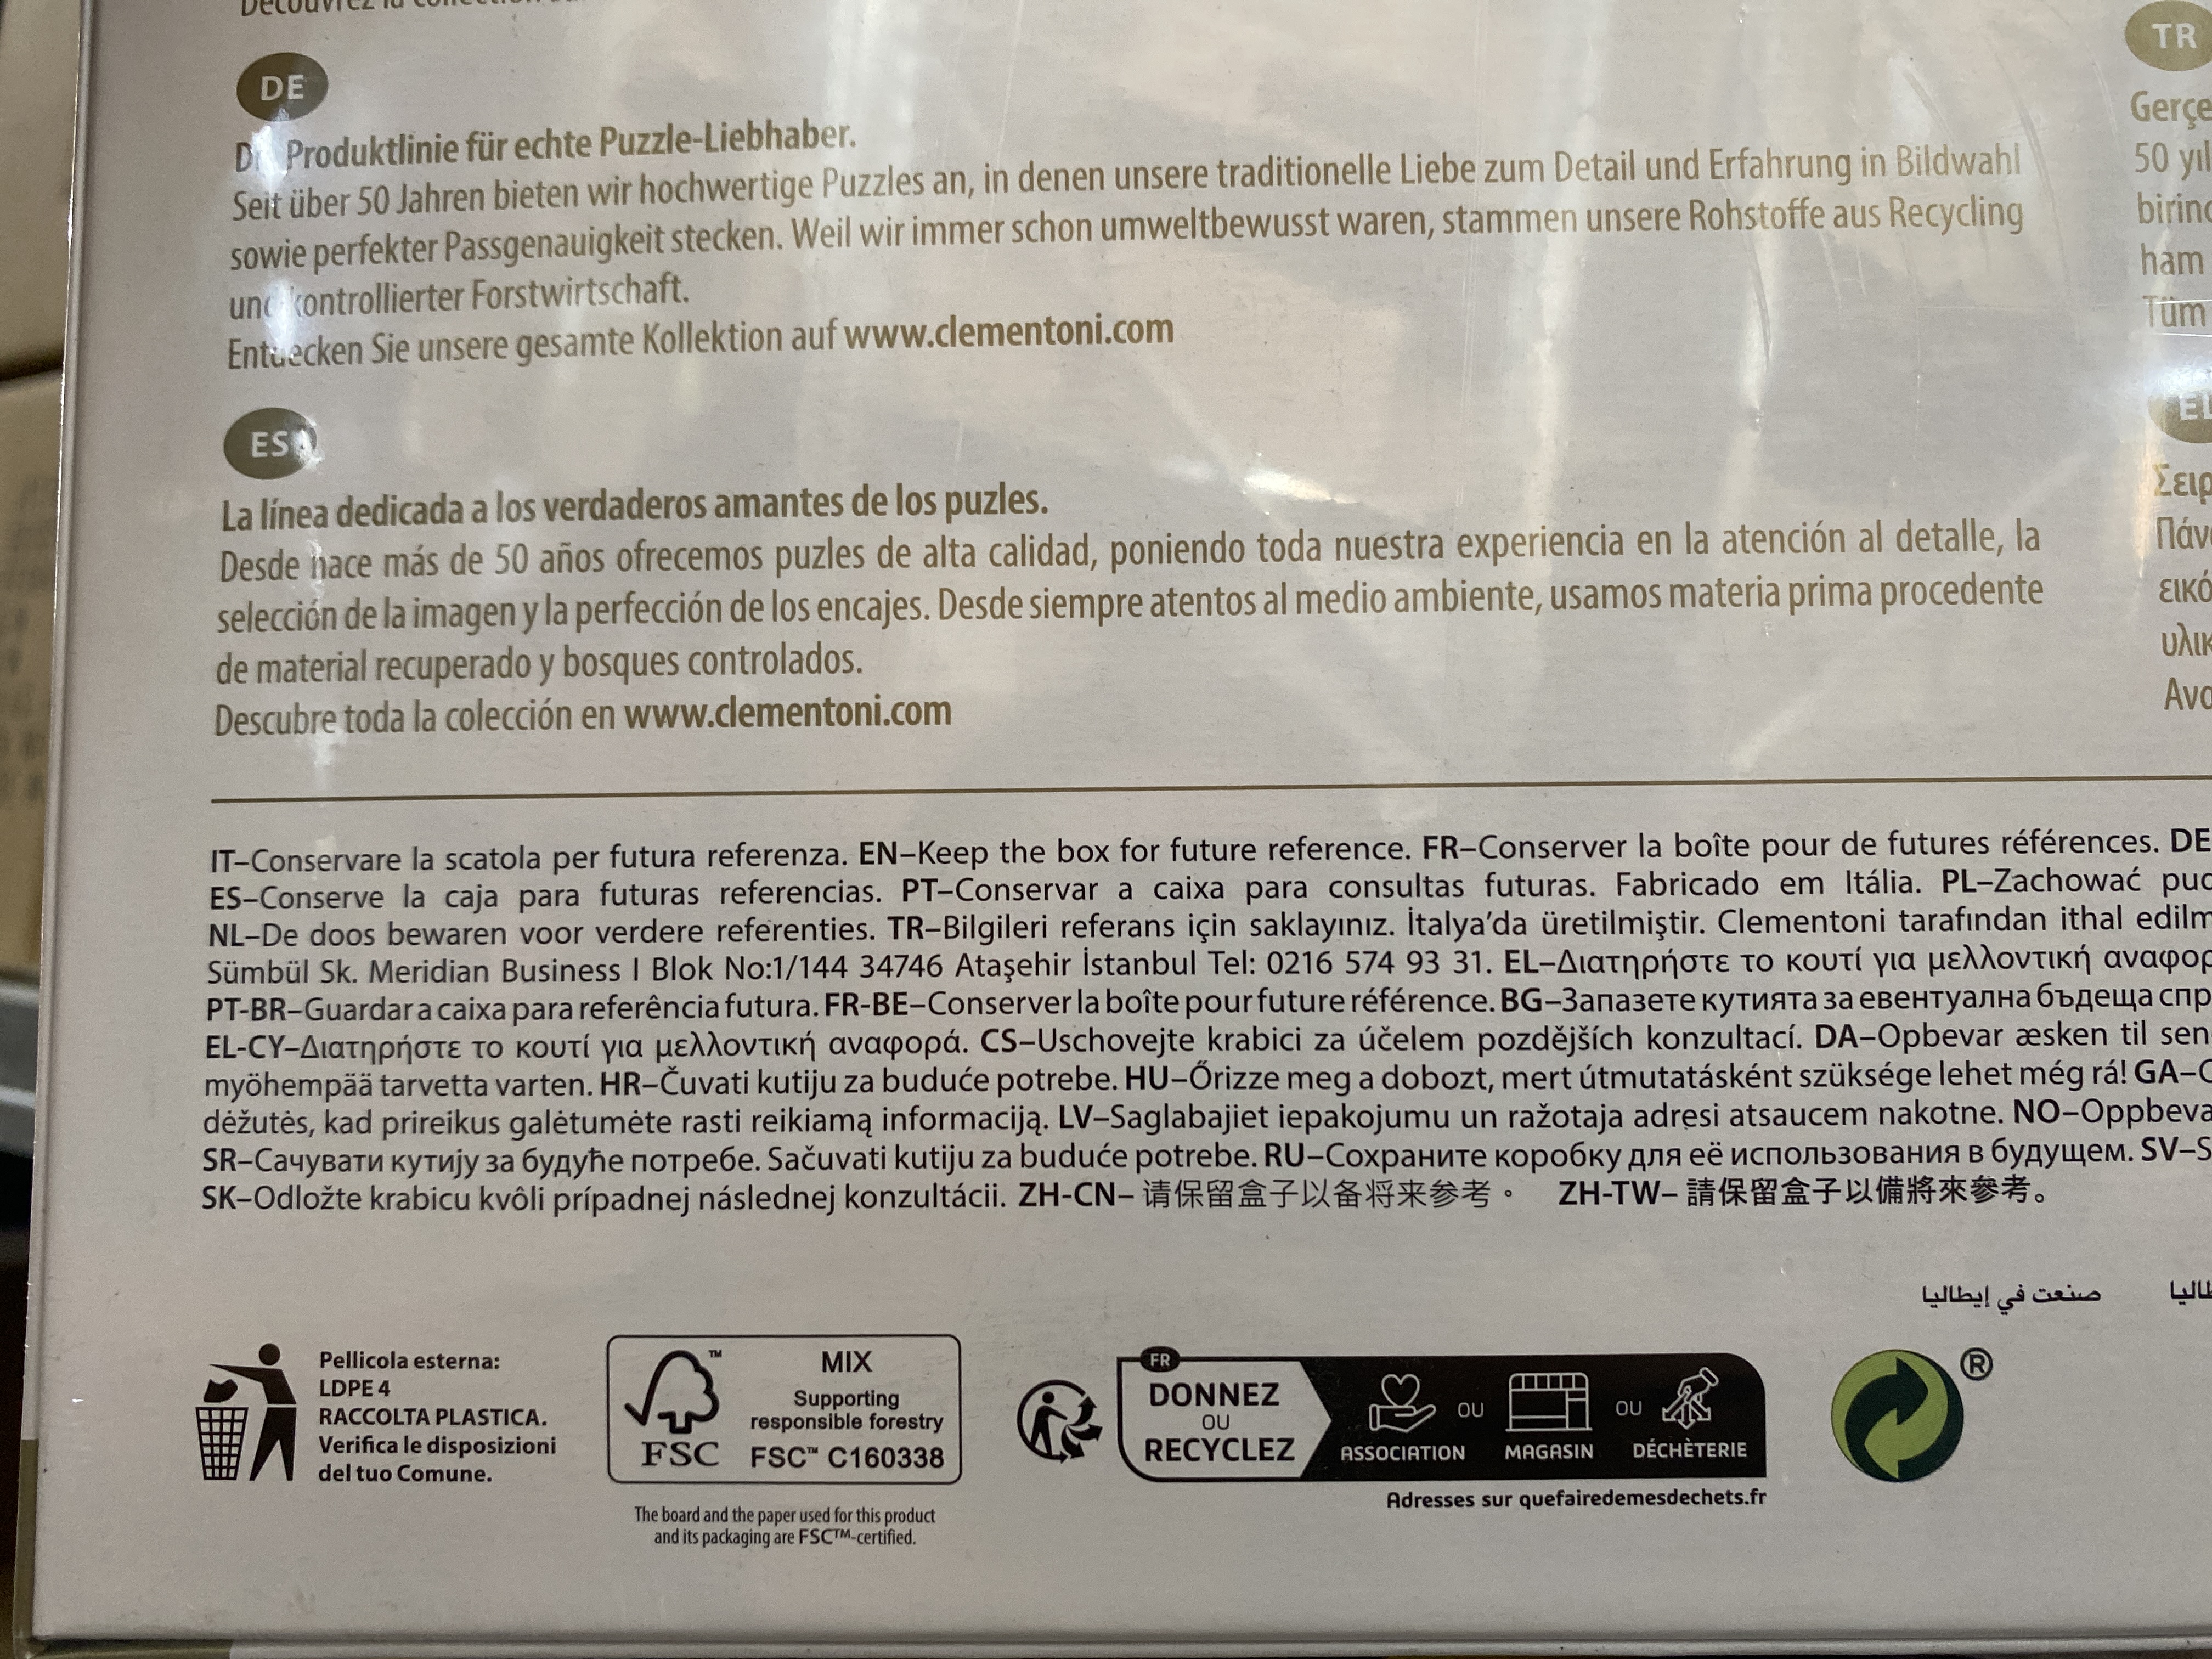 DE
Produktlinie für echte Puzzle-Liebhaber.
Seit über 50 Jahren bieten wir hochwertige Puzzles an, in denen unsere traditionelle Liebe zum Detail und Erfahrung in Bildwahl
sowie perfekter Passgenauigkeit stecken. Weil wir immer schon umweltbewusst waren, stammen unsere Rohstoffe aus Recycling
und kontrollierter Forstwirtschaft.
Entdecken Sie unsere gesamte Kollektion auf www.clementoni.com
ES
La línea dedicada a los verdaderos amantes de los puzles.
Desde hace más de 50 años ofrecemos puzles de alta calidad, poniendo toda nuestra experiencia en la atención al detalle, la
selección de la imagen y la perfección de los encajes. Desde siempre atentos al medio ambiente, usamos materia prima procedente
de material recuperado y bosques controlados.
Descubre toda la colección en www.clementoni.com
TR
50
ham
Tüm
EL
IT–Conservare la scatola per futura referenza. EN–Keep the box for future reference. FR–Conserver la boîte pour de futures références. DE
ES–Conserve la caja para futuras referencias. PT–Conservar a caixa para consultas futuras. Fabricado em Itália. PL–Zachować
NL–De doos bewaren voor verdere referenties. TR–Bilgileri referans için saklayınız. İtalya’da üretilmiştir. Clementoni tarafından ithal
Sümbül Sk. Meridian Business I Blok No:1/144 34746 Ataşehir İstanbul Tel: 0216 574 93 31. EL–Διατηρήστε το κουτί για μελλοντική
PT-BR–Guardar a caixa para referência futura. FR-BE–Conserver la boîte pour future référence. BG–Запазете кутията за евентуална бъдеща
EL-CY–Διατηρήστε το κουτί για μελλοντική αναφορά. CS–Uschovejte krabici za účelem pozdějších konzultací. DA–Opbevar æsken til
myöhempää tarvetta varten. HR–Čuvati kutiju za buduće potrebe. HU–Őrizze meg a dobozt, mert útmutatásként szüksége lehet még rá! GA–
dėžutės, kad prireikus galėtumėte rasti reikiamą informaciją. LV–Saglabajiet iepakojumu un ražotaja adresi atsaucem nakotne. NO–
SR–Сачувати кутију за будуће потребе. Sačuvati kutiju za buduće potrebe. RU–Сохраните коробку для её использования в будущем. SV–
SK–Odložte krabicu kvôli prípadnej následnej konzultácii. ZH-CN– 请保留盒子以备将来参考。 ZH-TW– 請保留盒子以備將來參考。
صنعت في إيطاليا
Pellicola esterna:
LDPE 4
RACCOLTA PLASTICA.
Verifica le disposizioni
del tuo Comune.
FSC
™
MIX
Supporting
responsible forestry
FSC™ C160338
The board and the paper used for this product
and its packaging are FSC™-certified.
FR
DONNEZ
OU
RECYCLEZ
ASSOCIATION OU MAGASIN OU DÉCHÈTERIE
Adresses sur quefairedemesdechets.fr
®